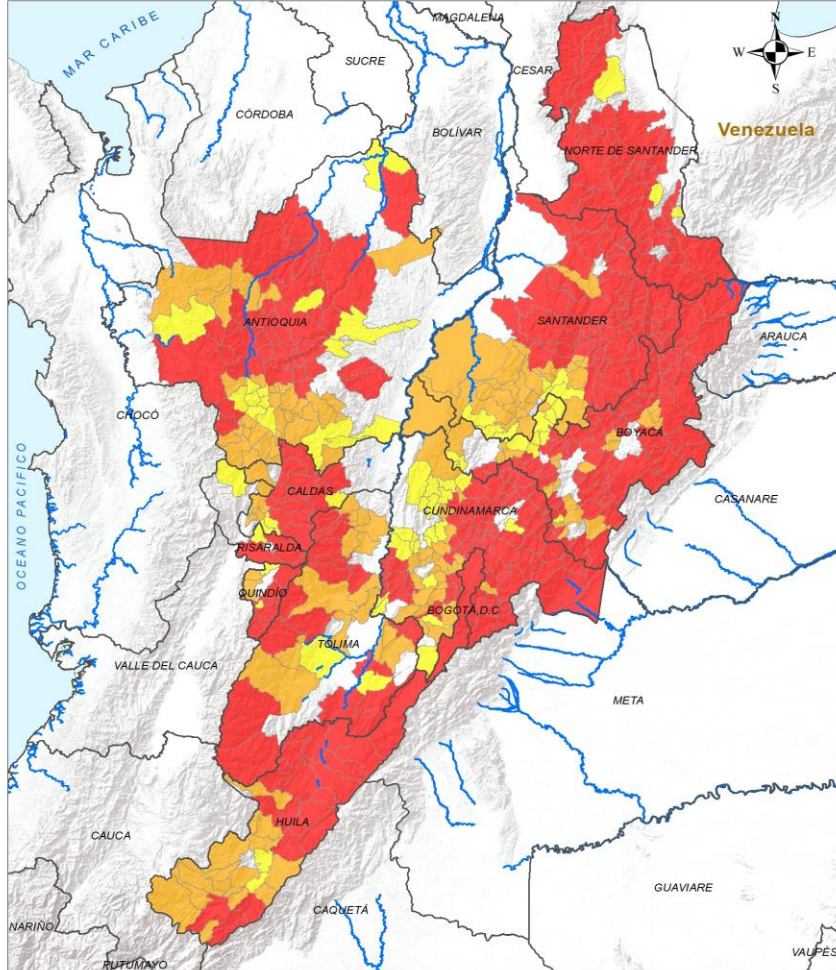 MAGDALENA
MAR CARIBE
N
SUCRE
W
E
CESAR
S
CÓRDOBA
BOLÍVAR
Venezuela
NORTE DE SANTANDER
ANTIOQUIA
SANTANDER
ARAUCA
CHOCÓ
BOYACÁ
OCEANO PACIFICO
CALDAS
CASANARE
CUNDINAMARCA
RISARALDA
QUINDÍO
BOGOTÁ,D.C
TOLIMA
VALLE DEL CAUCA
META
HUILA
CAUCA
GUAVIARE
CAQUETÁ
NARIÑO
VAUPÉS
PUTUMAYO